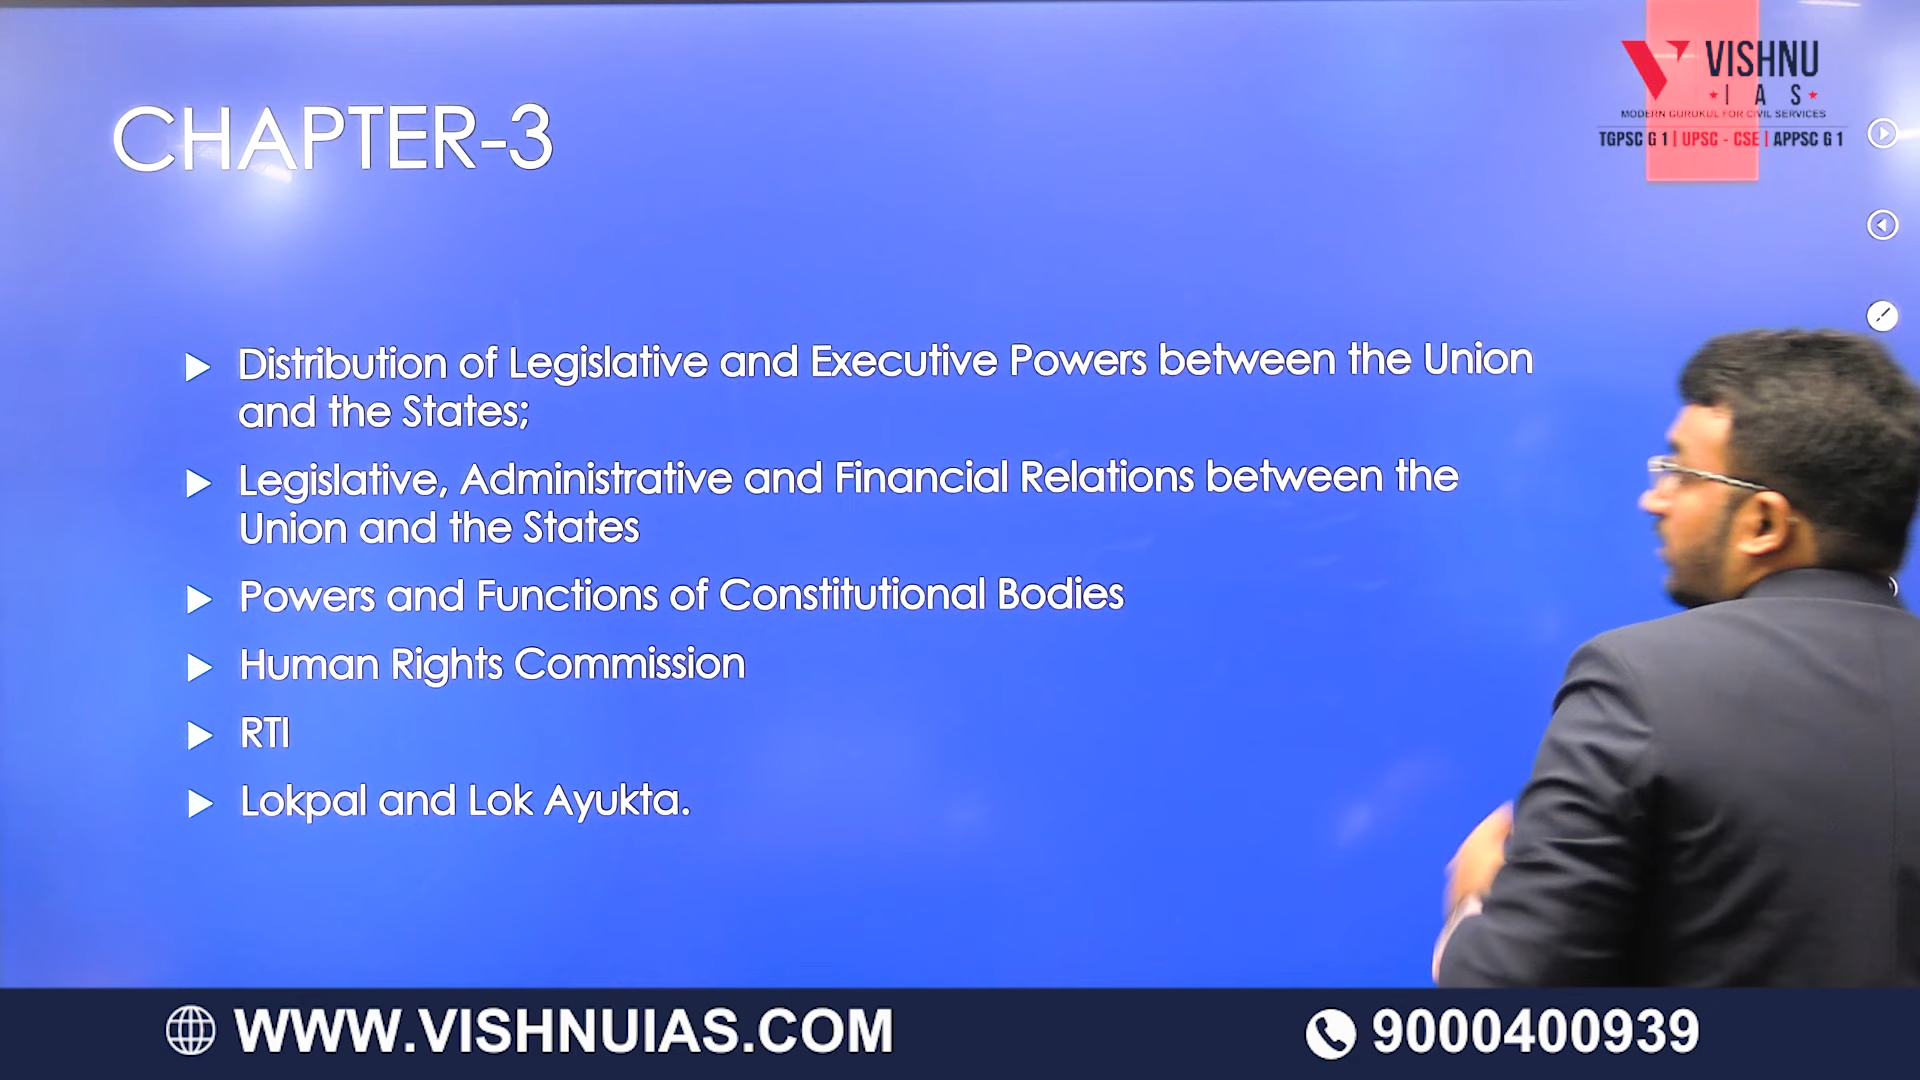 CHAPTER-3
VISHNU
I A S
MODERN GURUKUL FOR CIVIL SERVICES
TGPSC G 1 | UPSC - CSE | APPSC G 1
Distribution of Legislative and Executive Powers between the Union
and the States;
Legislative, Administrative and Financial Relations between the
Union and the States
Powers and Functions of Constitutional Bodies
Human Rights Commission
RTI
Lokpal and Lok Ayukta.
WWW.VISHNUIAS.COM
9000400939